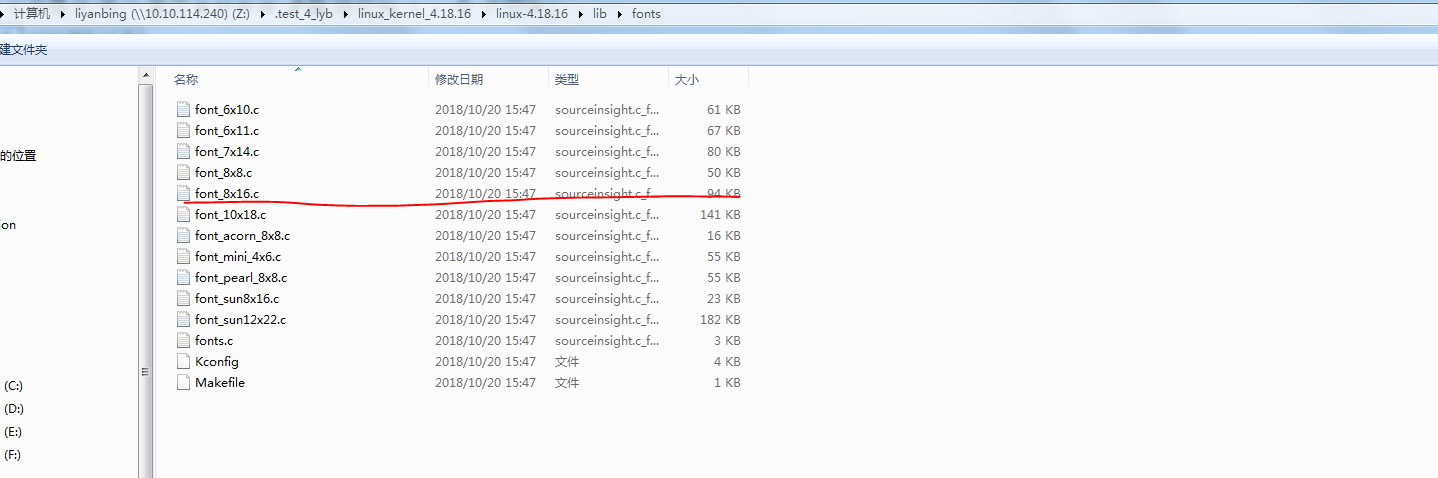 计算机 liyanbing (\\10.10.114.240) (Z:) .test_4_lyb linux_kernel_4.18.16 linux-4.18.16 lib fonts
建文件夹
名称 修改日期 类型 大小
font_6x10.c 2018/10/20 15:47 sourceinsight.c_f... 61 KB
font_6x11.c 2018/10/20 15:47 sourceinsight.c_f... 67 KB
font_7x14.c 2018/10/20 15:47 sourceinsight.c_f... 80 KB
的位置
font_8x8.c 2018/10/20 15:47 sourceinsight.c_f... 50 KB
font_8x16.c 2018/10/20 15:47 sourceinsight.c_f... 94 KB
font_10x18.c 2018/10/20 15:47 sourceinsight.c_f... 141 KB
ion
font_acorn_8x8.c 2018/10/20 15:47 sourceinsight.c_f... 16 KB
font_mini_4x6.c 2018/10/20 15:47 sourceinsight.c_f... 55 KB
font_pearl_8x8.c 2018/10/20 15:47 sourceinsight.c_f... 55 KB
font_sun8x16.c 2018/10/20 15:47 sourceinsight.c_f... 23 KB
font_sun12x22.c 2018/10/20 15:47 sourceinsight.c_f... 182 KB
fonts.c 2018/10/20 15:47 sourceinsight.c_f... 3 KB
Kconfig 2018/10/20 15:47 文件 4 KB
Makefile 2018/10/20 15:47 文件 1 KB
(C:)
(D:)
(E:)
(F:)